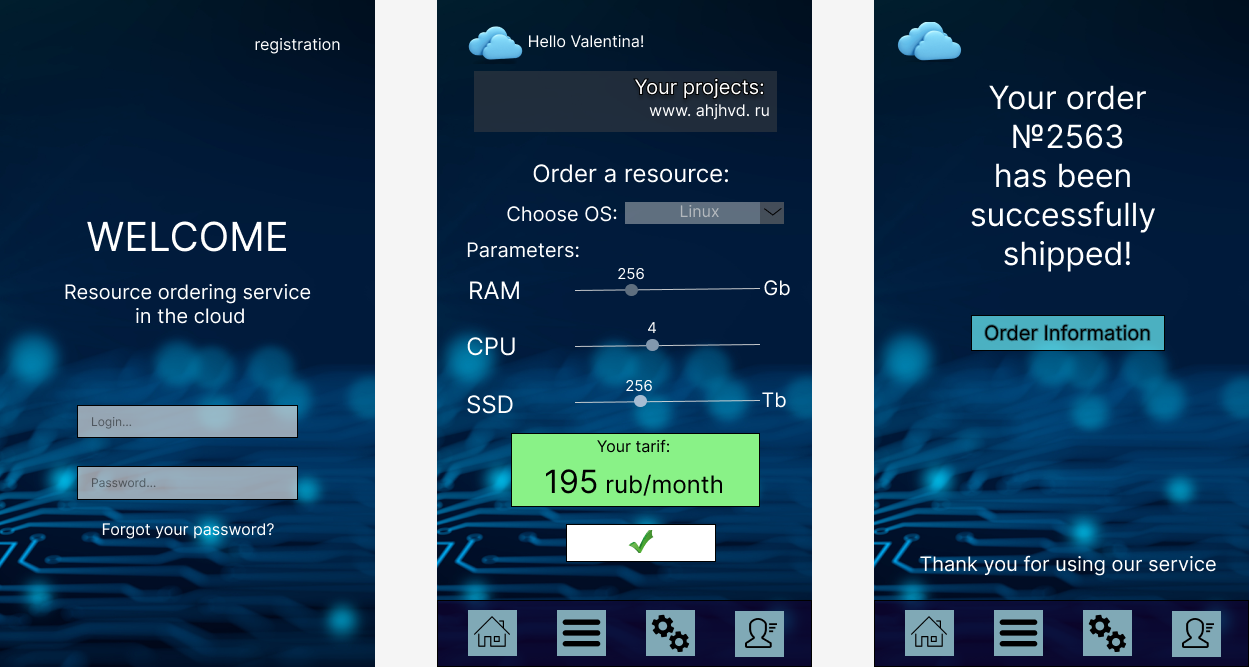 registration
WELCOME
Resource ordering service
in the cloud
Login...
Password...
Forgot your password?
Hello Valentina!
Your projects:
www. ahjhvd. ru
Order a resource:
Choose OS: Linux
Parameters:
256
RAM Gb
4
CPU
256
SSD Tb
Your tarif:
195 rub/month
Your order
№2563
has been
successfully
shipped!
Order Information
Thank you for using our service